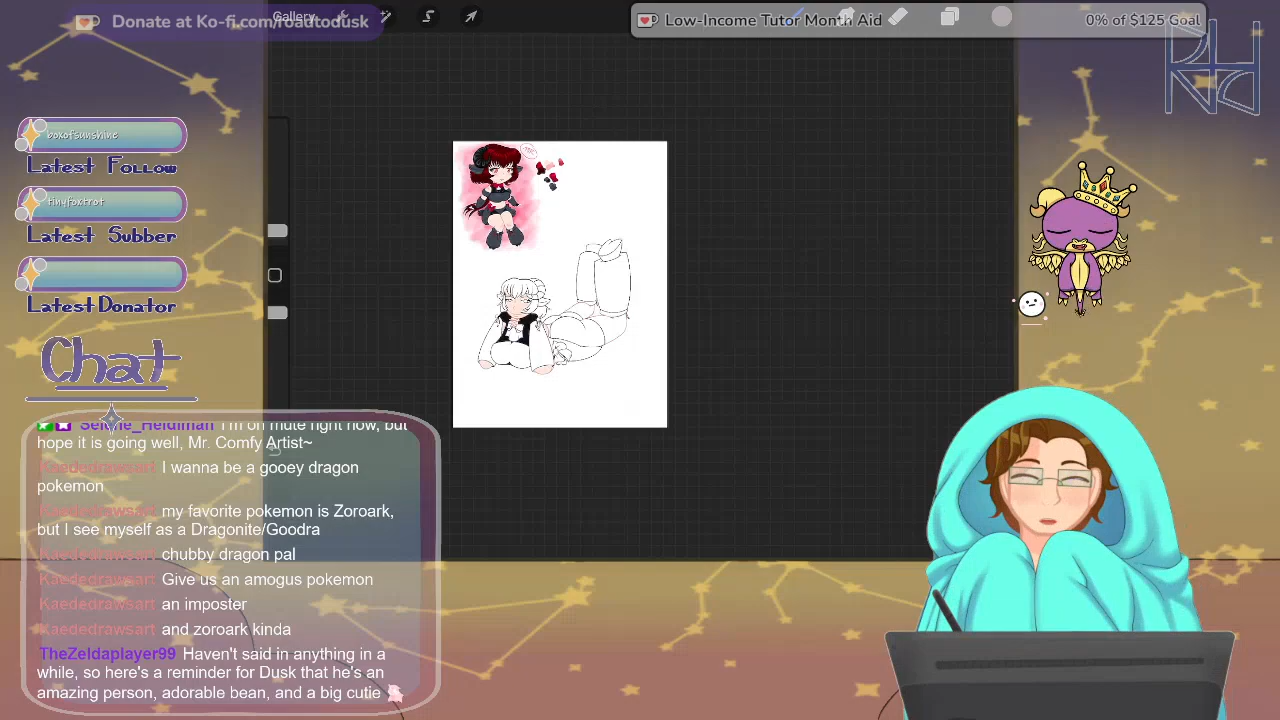 Donate at Ko-fi.com/roadtodusk
Gallery
Low-Income Tutor Month Aid
0% of $125 Goal
boxofsunshine
Latest Follow
tinyfoxtrot
Latest Subber
Latest Donator
Chat
Selene_Heidiman I'm on mute right now, but
hope it is going well, Mr. Comfy Artist~
Kaededrawsart I wanna be a gooey dragon
pokemon
Kaededrawsart my favorite pokemon is Zoroark,
but I see myself as a Dragonite/Goodra
Kaededrawsart chubby dragon pal
Kaededrawsart Give us an amogus pokemon
Kaededrawsart an imposter
Kaededrawsart and zoroark kinda
TheZeldaplayer99 Haven't said in anything in a
while, so here's a reminder for Dusk that he's an
amazing person, adorable bean, and a big cutie